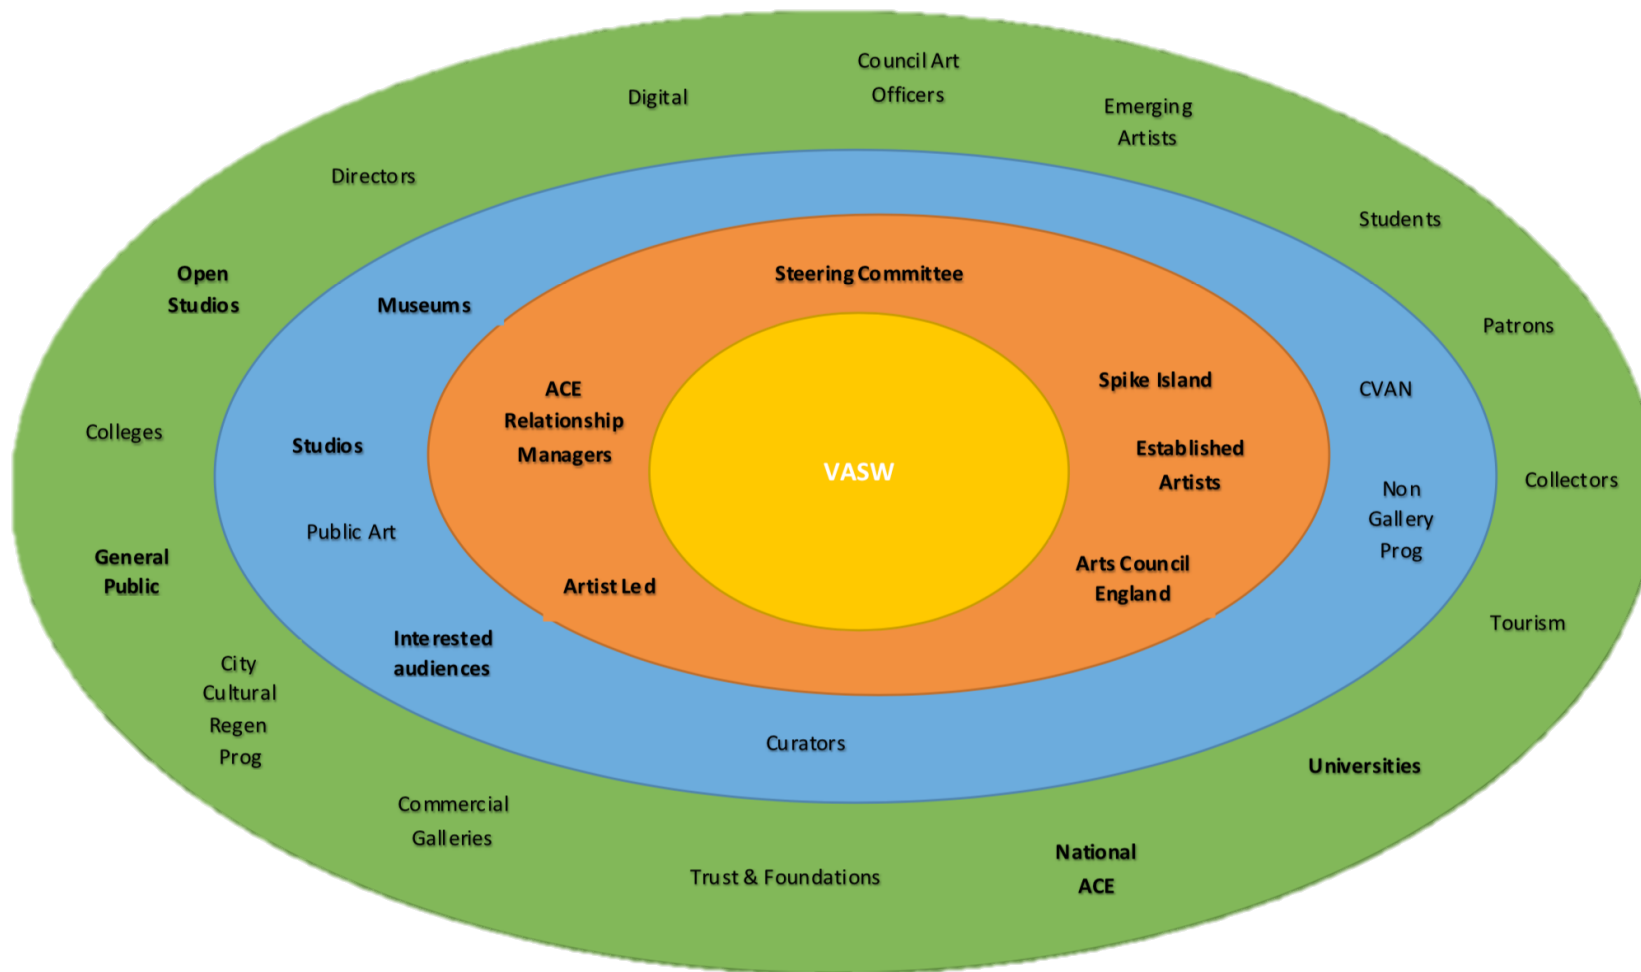 Council Art
Officers
Digital
Emerging
Artists
Directors
Students
Open
Studios
Steering Committee
Museums
Patrons
ACE
Relationship
Managers
Spike Island
CVAN
Colleges
Studios
Established
Artists
VASW
Collectors
Non
Gallery
Prog
Public Art
General
Public
Artist Led
Arts Council
England
Tourism
Interested
audiences
City
Cultural
Regen
Prog
Curators
Universities
Commercial
Galleries
National
ACE
Trust & Foundations